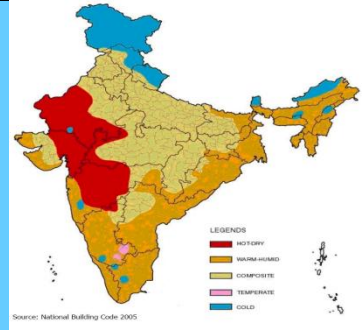 LEGENDS
HOT-DRY
WARM-HUMID
COMPOSITE
TEMPERATE
COLD
Source: National Building Code 2005